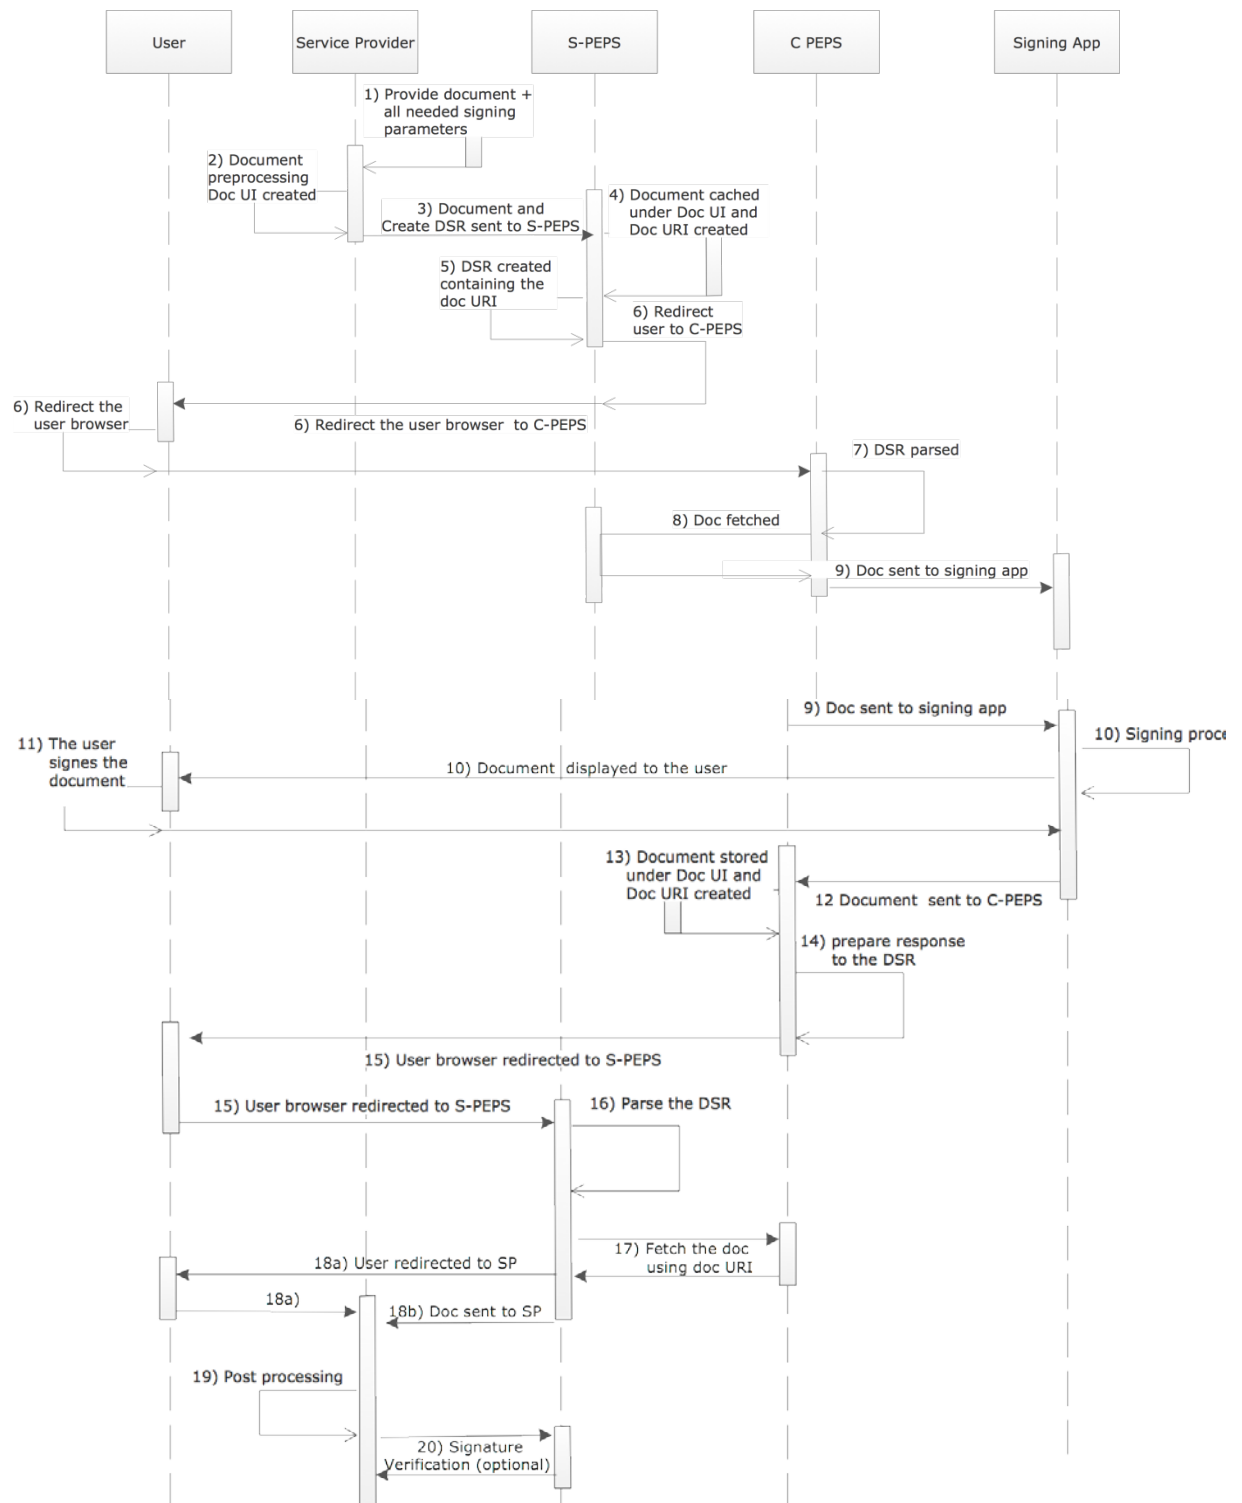 User
Service Provider
S-PEPS
C PEPS
Signing App
1) Provide document +
all needed signing
parameters
2) Document
preprocessing
Doc UI created
3) Document and
Create DSR sent to S-PEPS
4) Document cached
under Doc UI and
Doc URI created
5) DSR created
containing the
doc URI
6) Redirect
user to C-PEPS
6) Redirect the
user browser
6) Redirect the user browser to C-PEPS
7) DSR parsed
8) Doc fetched
9) Doc sent to signing app
9) Doc sent to signing app
10) Signing proce
11) The user
signes the
document
10) Document displayed to the user
13) Document stored
under Doc UI and
Doc URI created
12 Document sent to C-PEPS
14) prepare response
to the DSR
15) User browser redirected to S-PEPS
15) User browser redirected to S-PEPS
16) Parse the DSR
17) Fetch the doc
using doc URI
18a) User redirected to SP
18a)
18b) Doc sent to SP
19) Post processing
20) Signature
Verification (optional)